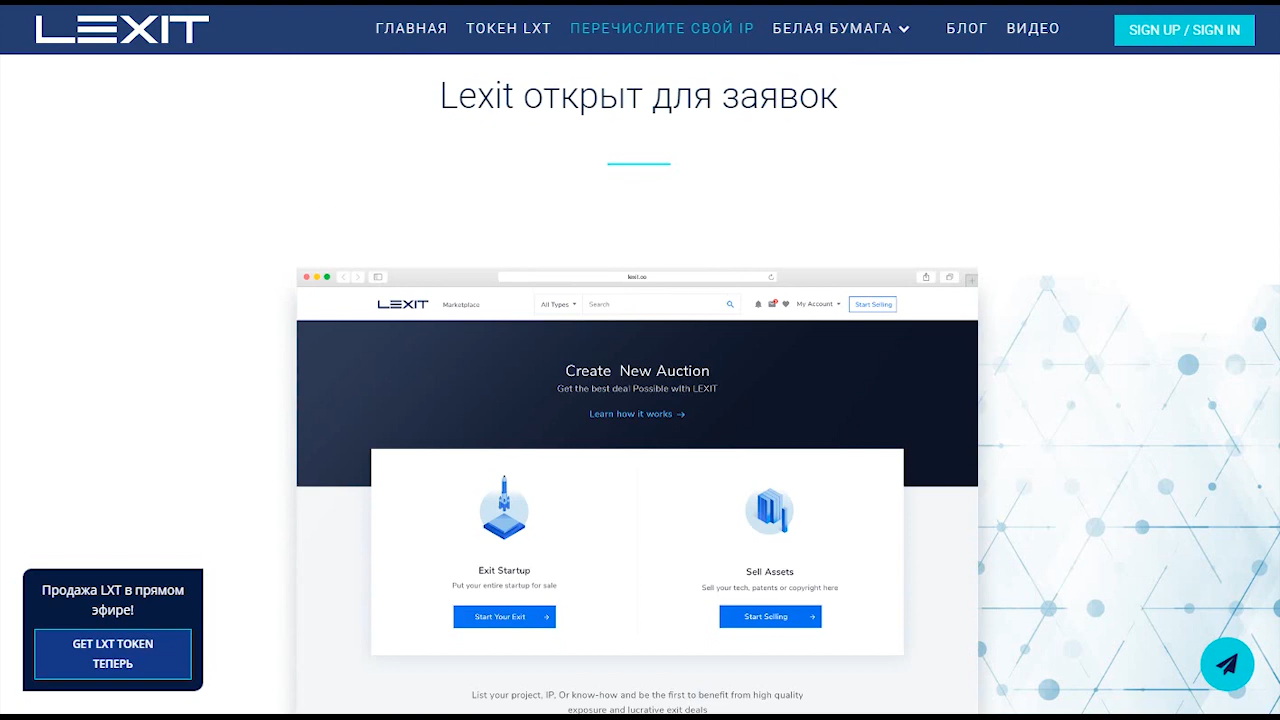 LEXIT
ГЛАВНАЯ ТОКЕН LXT ПЕРЕЧИСЛИТЕ СВОЙ IP БЕЛАЯ БУМАГА БЛОГ ВИДЕО
SIGN UP / SIGN IN
Lexit открыт для заявок
lexit.co
LEXIT Marketplace All Types Search My Account Start Selling
Create New Auction
Get the best deal Possible with LEXIT
Learn how it works →
Exit Startup
Put your entire startup for sale
Start Your Exit →
Sell Assets
Sell your tech, patents or copyright here
Start Selling →
List your project, IP, Or know-how and be the first to benefit from high quality
exposure and lucrative exit deals
Продажа LXT в прямом
эфире!
GET LXT TOKEN
ТЕПЕРЬ